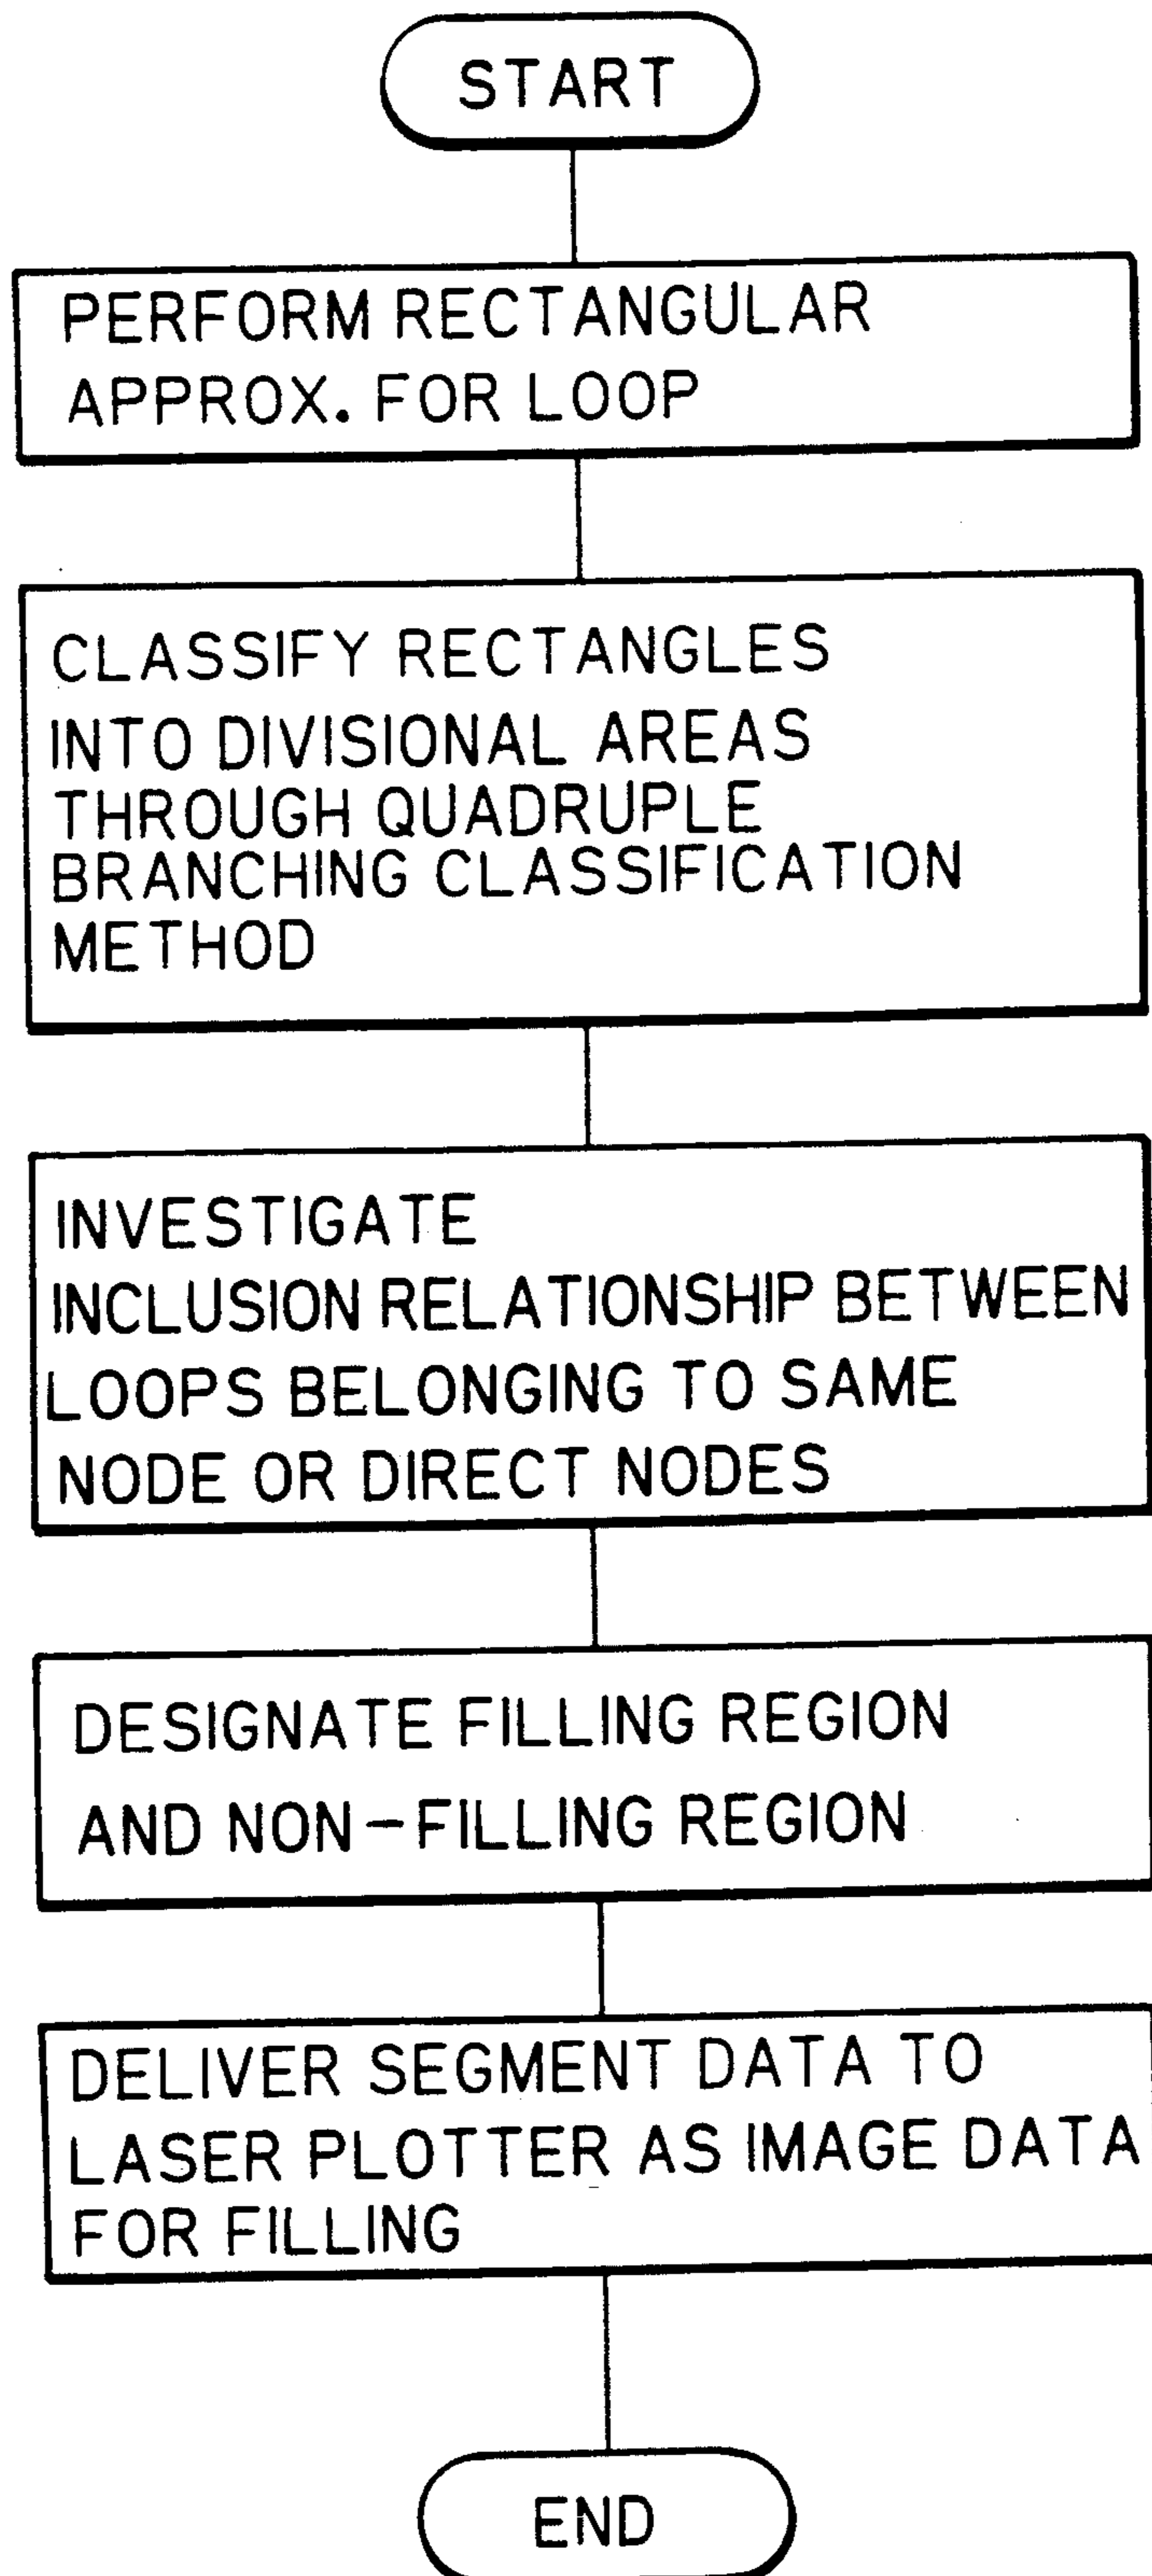 START
PERFORM RECTANGULAR
APPROX. FOR LOOP
CLASSIFY RECTANGLES
INTO DIVISIONAL AREAS
THROUGH QUADRUPLE
BRANCHING CLASSIFICATION
METHOD
INVESTIGATE
INCLUSION RELATIONSHIP BETWEEN
LOOPS BELONGING TO SAME
NODE OR DIRECT NODES
DESIGNATE FILLING REGION
AND NON-FILLING REGION
DELIVER SEGMENT DATA TO
LASER PLOTTER AS IMAGE DATA
FOR FILLING
END